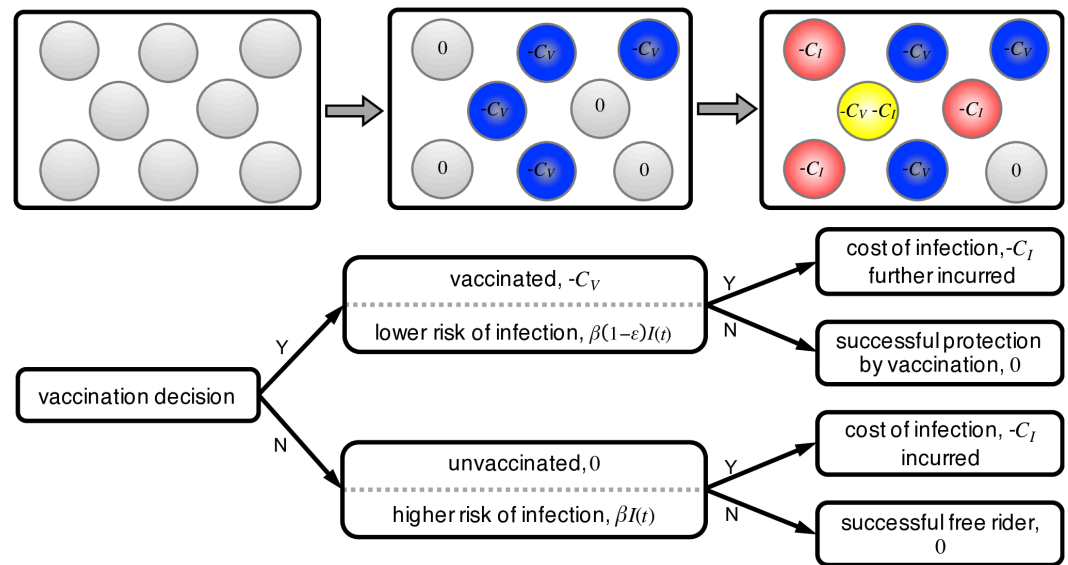 0
-C_V
-C_V
-C_V
0
0
-C_V
0
-C_I
-C_V
-C_V
-C_V -C_I
-C_I
-C_I
-C_V
0
vaccination decision
Y
N
vaccinated, -C_V
lower risk of infection, β(1-ε)I(t)
unvaccinated, 0
higher risk of infection, βI(t)
Y
N
Y
N
cost of infection,-C_I
further incurred
successful protection
by vaccination, 0
cost of infection, -C_I
incurred
successful free rider,
0